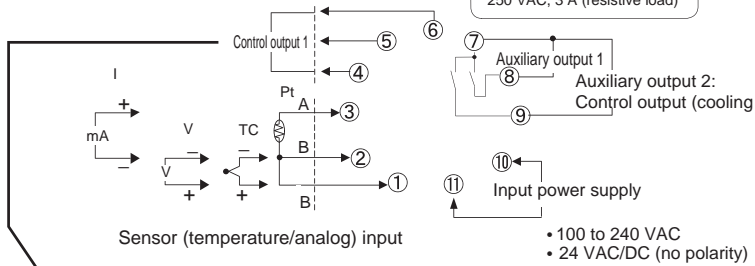 250 VAC, 3 A (resistive load)
Control output 1
⑥
⑤
④
⑦
Auxiliary output 1
⑧
Auxiliary output 2:
Control output (cooling
⑨
I
+
mA
−
V
−
V
+
TC
−
+
Pt
A
③
B
②
①
B
⑩
⑪
Input power supply
Sensor (temperature/analog) input
• 100 to 240 VAC
• 24 VAC/DC (no polarity)